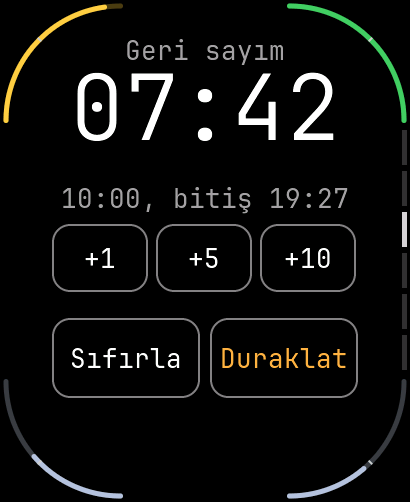 Geri sayım
07:42
10:00, bitiş 19:27
+1 +5 +10
Sıfırla Duraklat